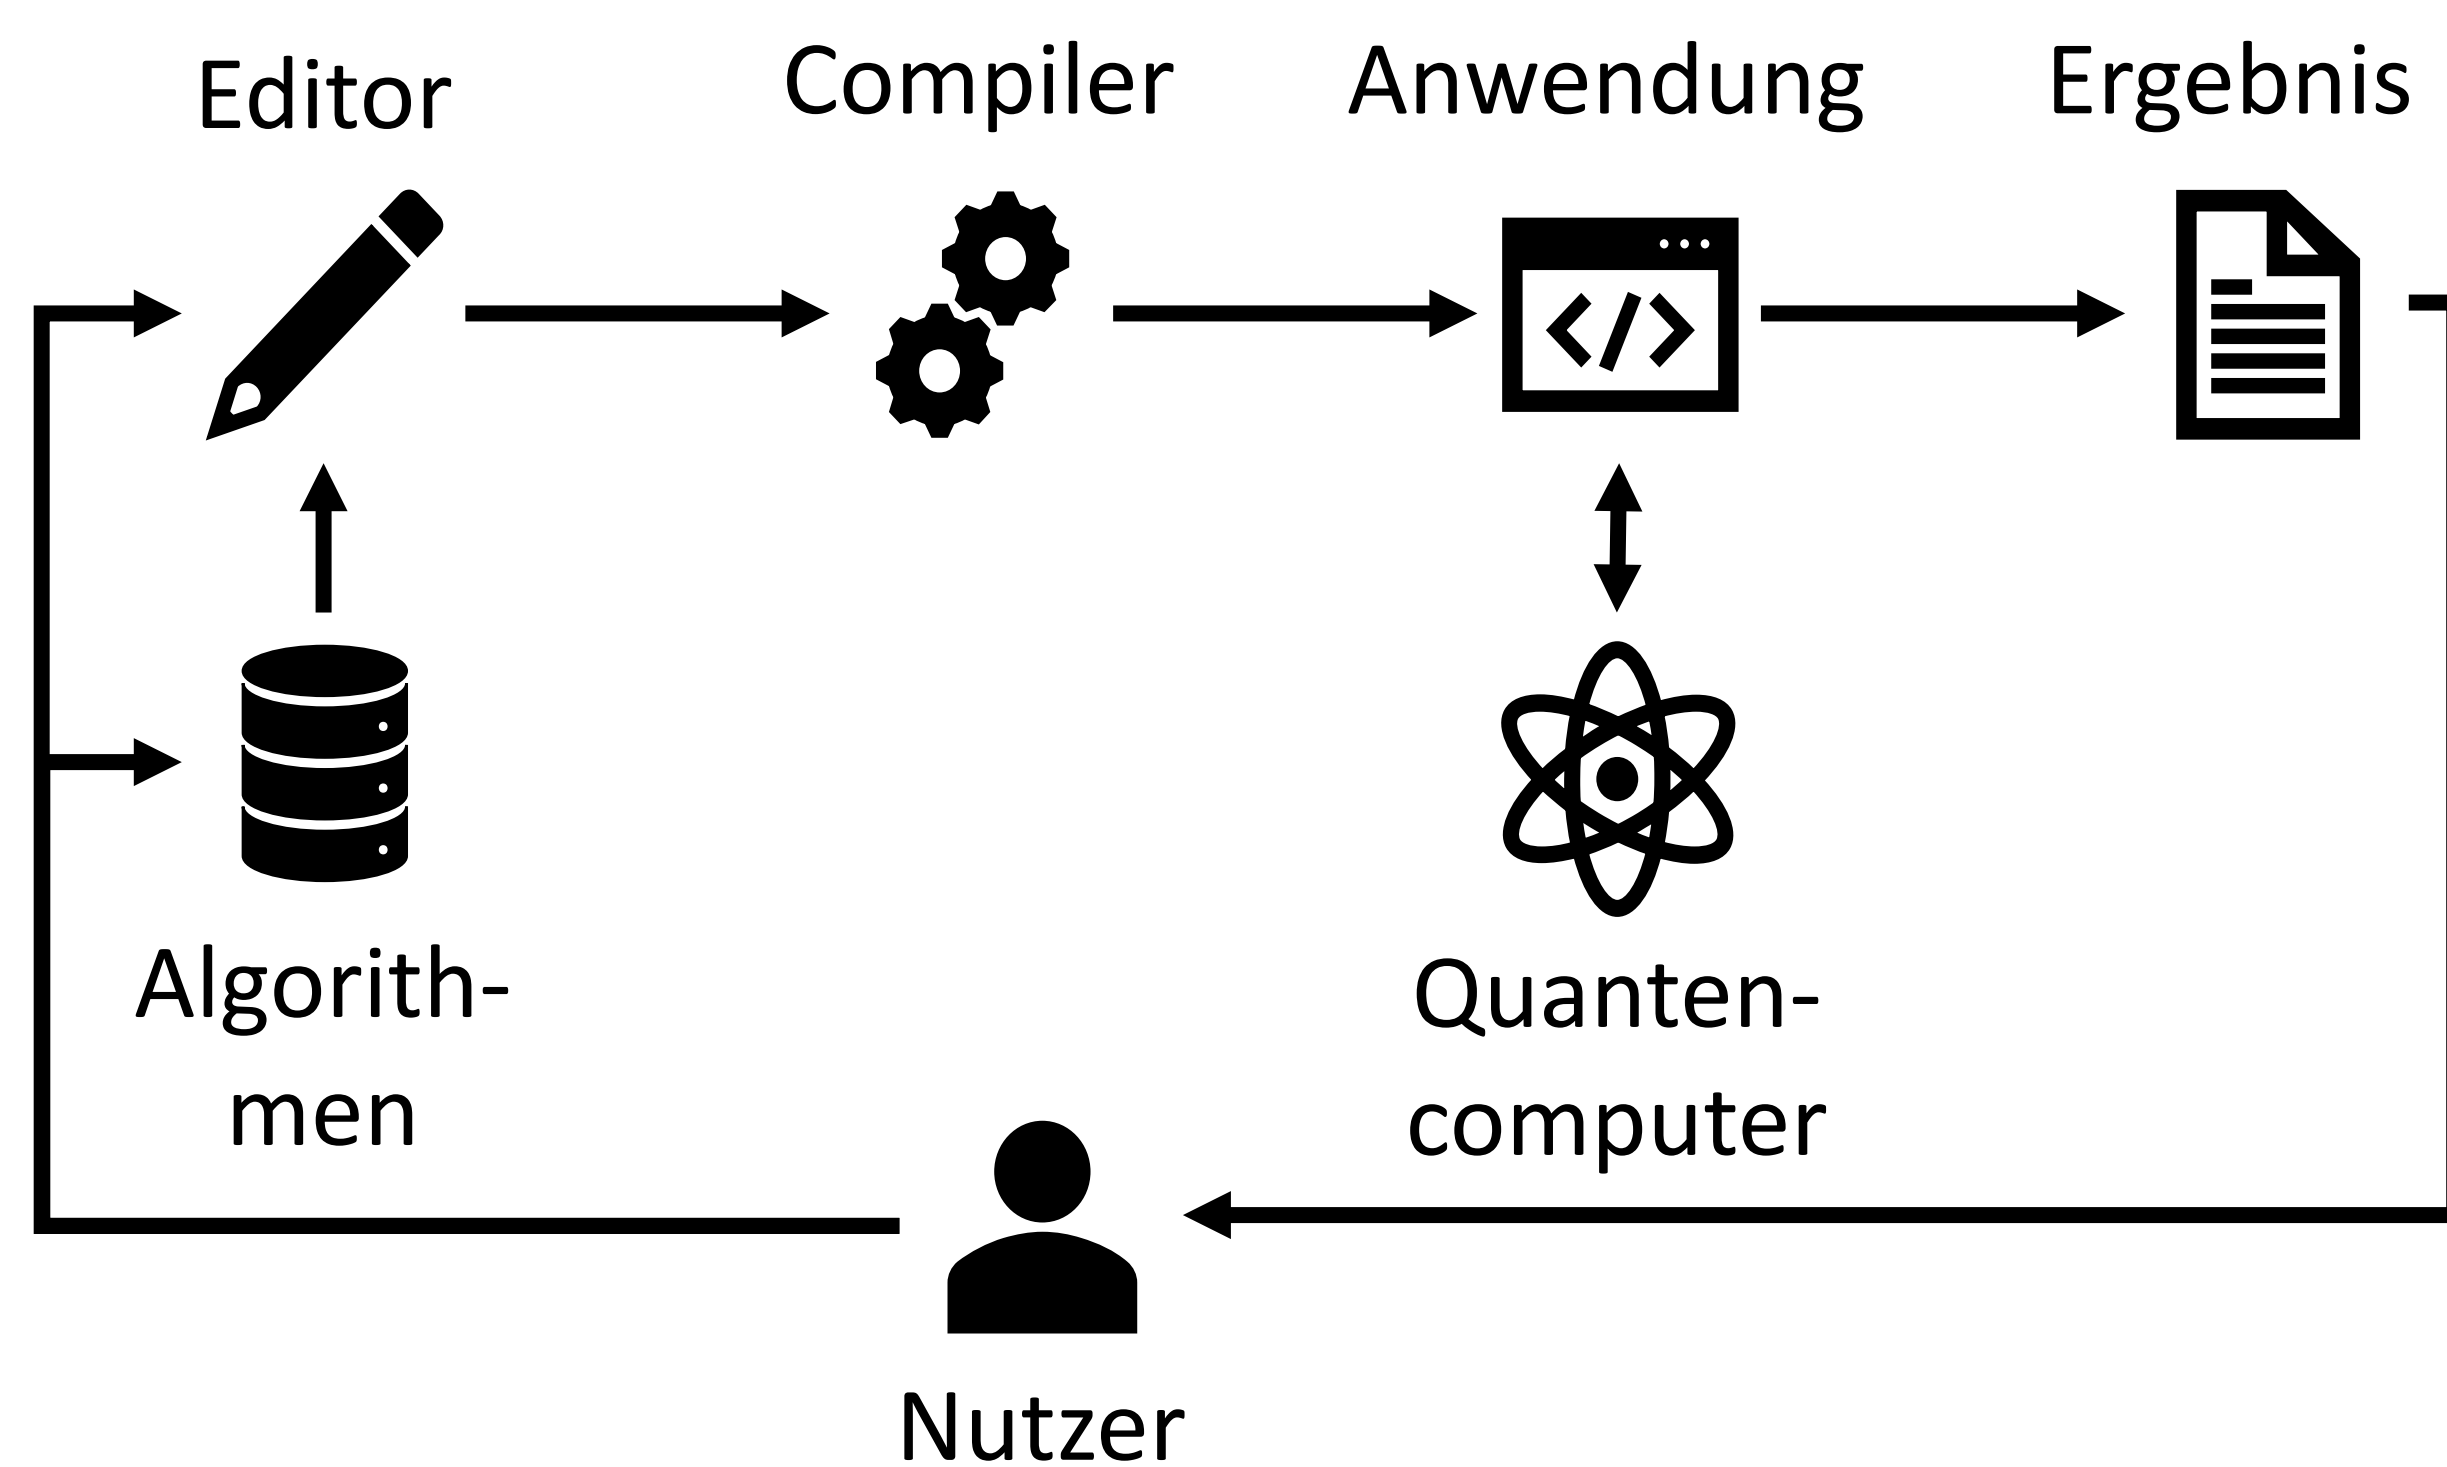 Editor
Compiler
Anwendung
Ergebnis
Algorith-
men
Quanten-
computer
Nutzer